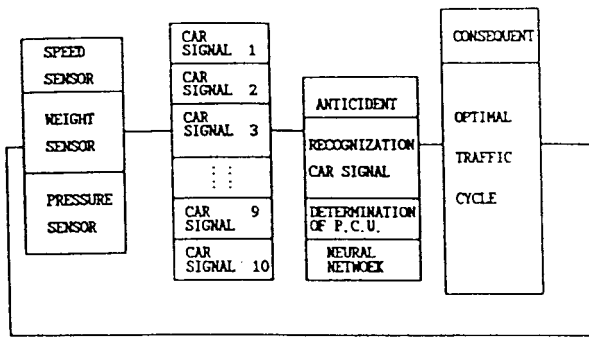 SPEED
SENSOR
WEIGHT
SENSOR
PRESSURE
SENSOR
CAR
SIGNAL 1
CAR
SIGNAL 2
CAR
SIGNAL 3
CAR 9
SIGNAL
CAR
SIGNAL 10
ANTICIDENT
RECOGNIZATION
CAR SIGNAL
DETERMINATION
OF P.C.U.
NEURAL
NETWOEX
CONSEQUENT
OPTIMAL
TRAFFIC
CYCLE